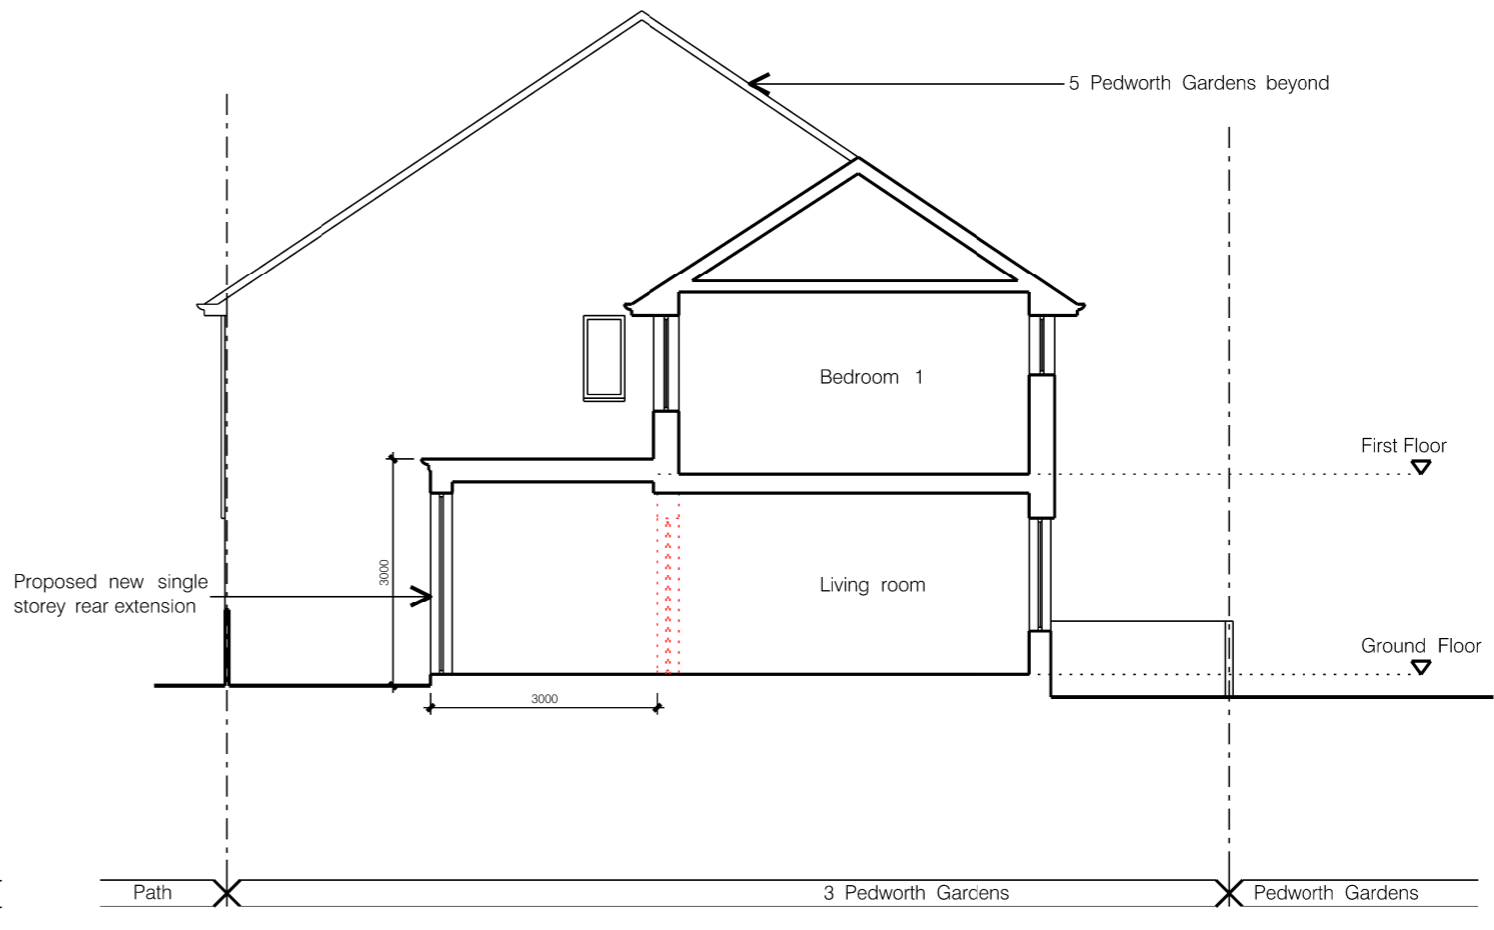 5 Pedworth Gardens beyond
Bedroom 1
First Floor
3000
Proposed new single
storey rear extension
Living room
Ground Floor
3000
Path
3 Pedworth Gardens
Pedworth Gardens